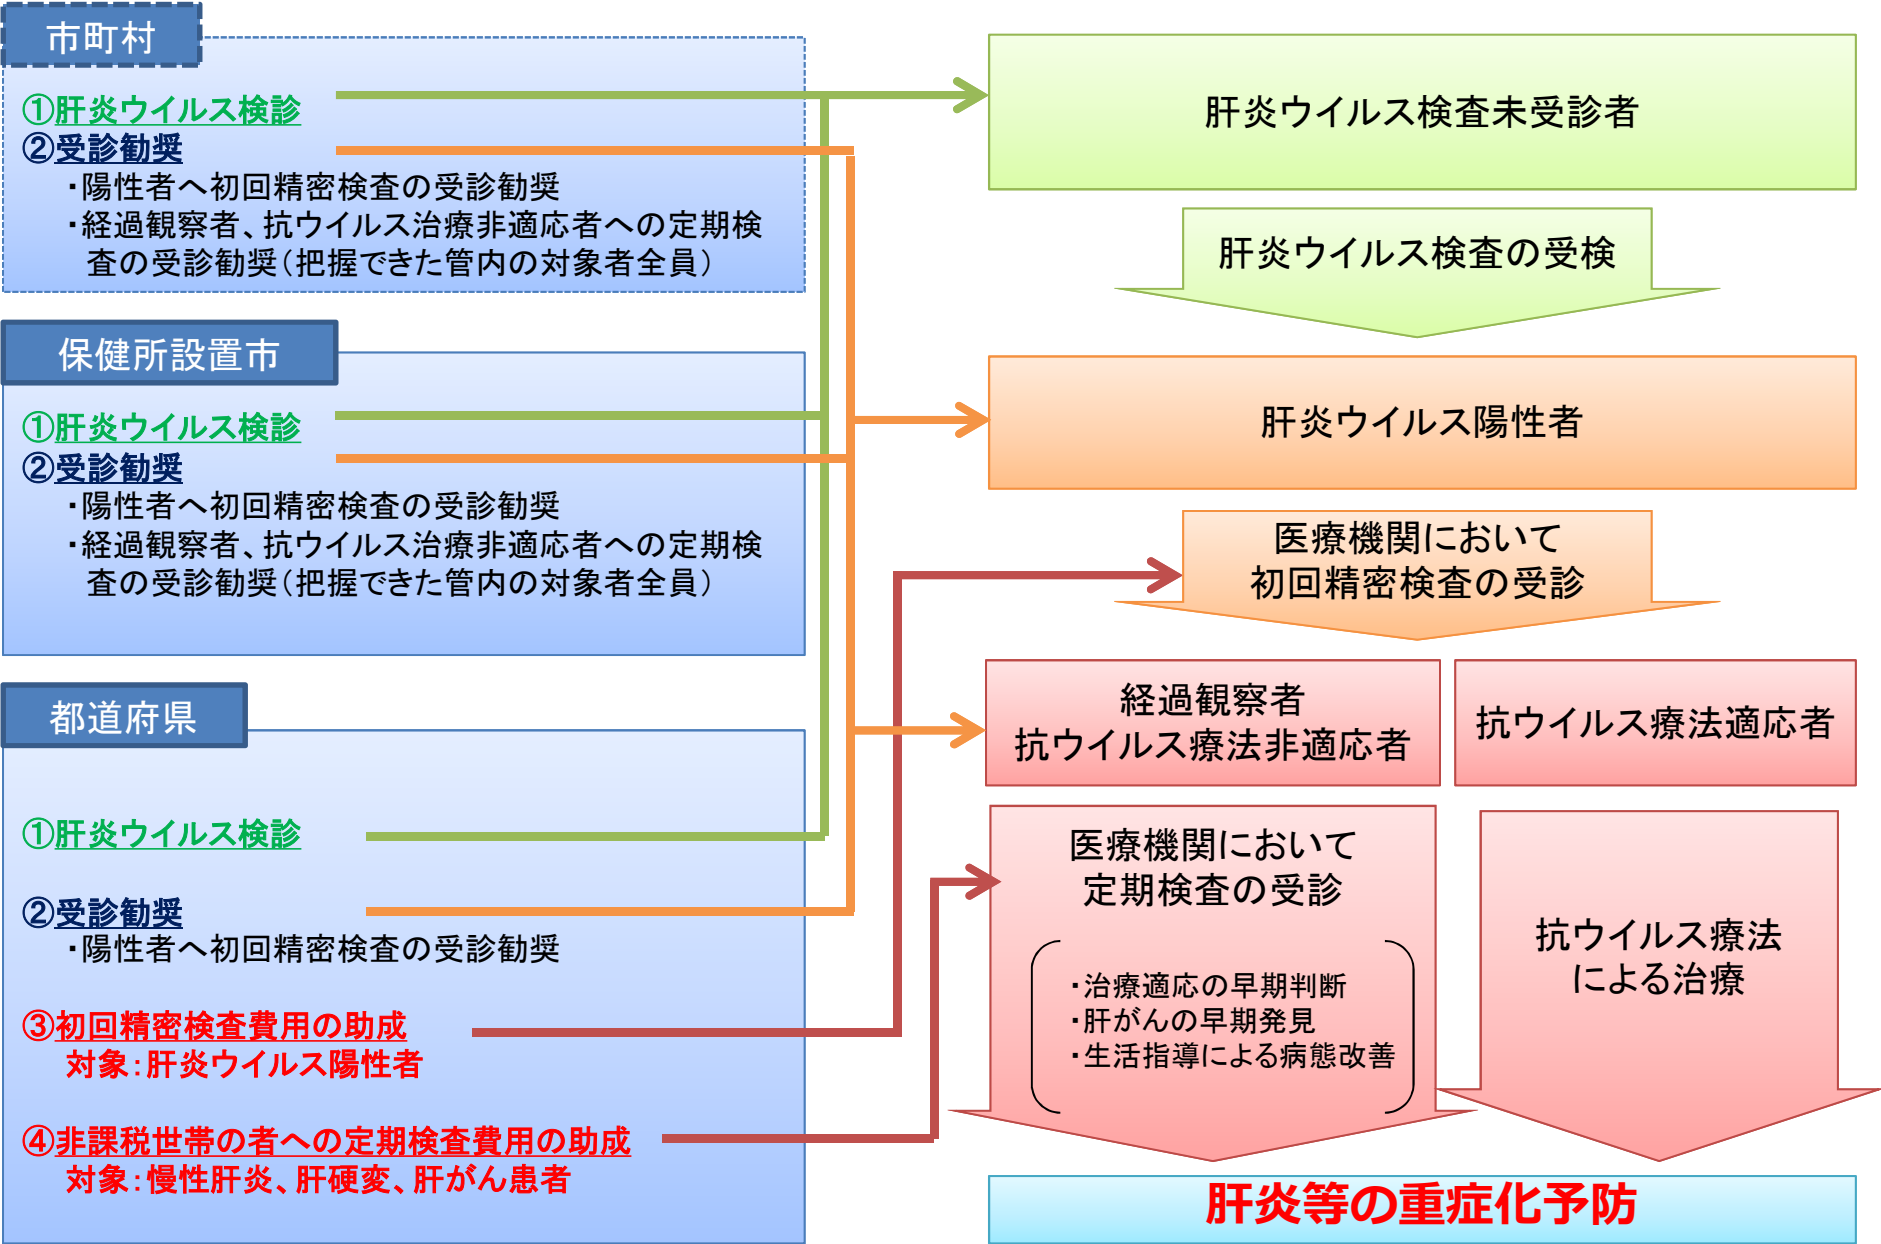 市町村
①肝炎ウイルス検診
②受診勧奨
・陽性者へ初回精密検査の受診勧奨
・経過観察者、抗ウイルス治療非適応者への定期検
査の受診勧奨（把握できた管内の対象者全員）
保健所設置市
①肝炎ウイルス検診
②受診勧奨
・陽性者へ初回精密検査の受診勧奨
・経過観察者、抗ウイルス治療非適応者への定期検
査の受診勧奨（把握できた管内の対象者全員）
都道府県
①肝炎ウイルス検診
②受診勧奨
・陽性者へ初回精密検査の受診勧奨
③初回精密検査費用の助成
対象：肝炎ウイルス陽性者
④非課税世帯の者への定期検査費用の助成
対象：慢性肝炎、肝硬変、肝がん患者
肝炎ウイルス検査未受診者
肝炎ウイルス検査の受検
肝炎ウイルス陽性者
医療機関において
初回精密検査の受診
経過観察者
抗ウイルス療法非適応者
抗ウイルス療法適応者
医療機関において
定期検査の受診
・治療適応の早期判断
・肝がんの早期発見
・生活指導による病態改善
抗ウイルス療法
による治療
肝炎等の重症化予防